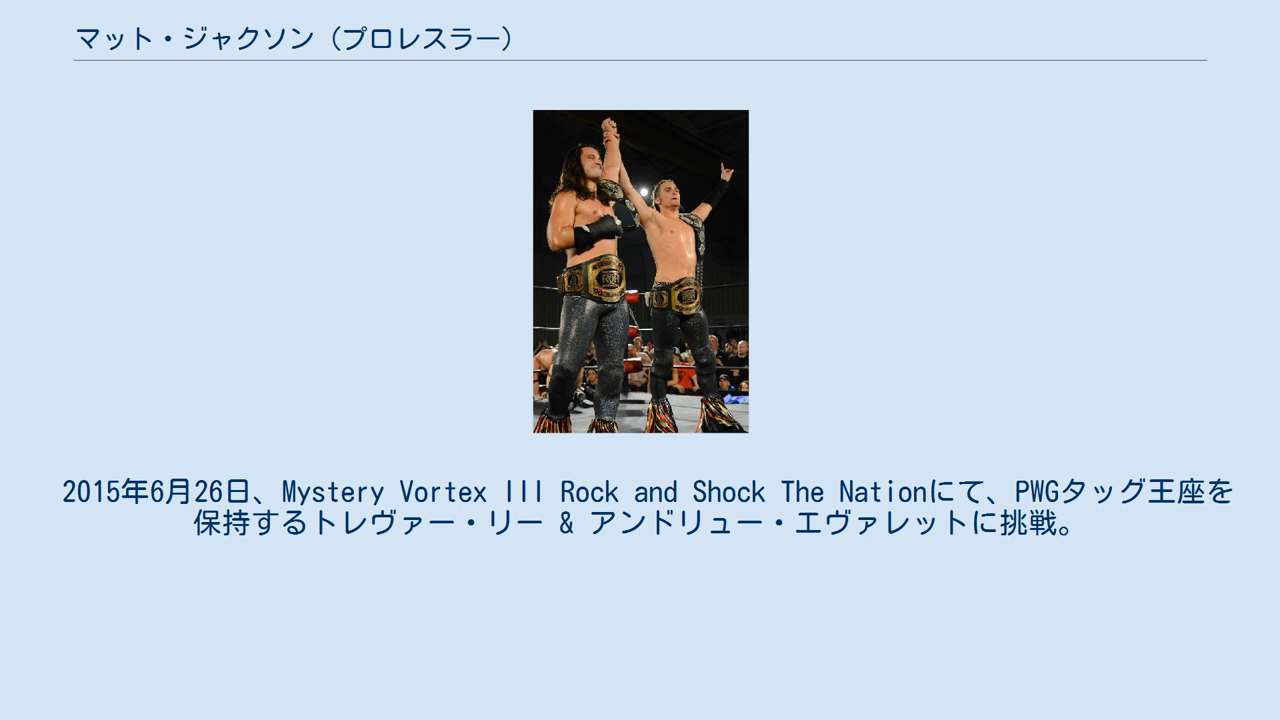 マット・ジャクソン（プロレスラー）
2015年6月26日、Mystery Vortex III Rock and Shock The Nationにて、PWGタッグ王座を
保持するトレヴァー・リー & アンドリュー・エヴァレットに挑戦。